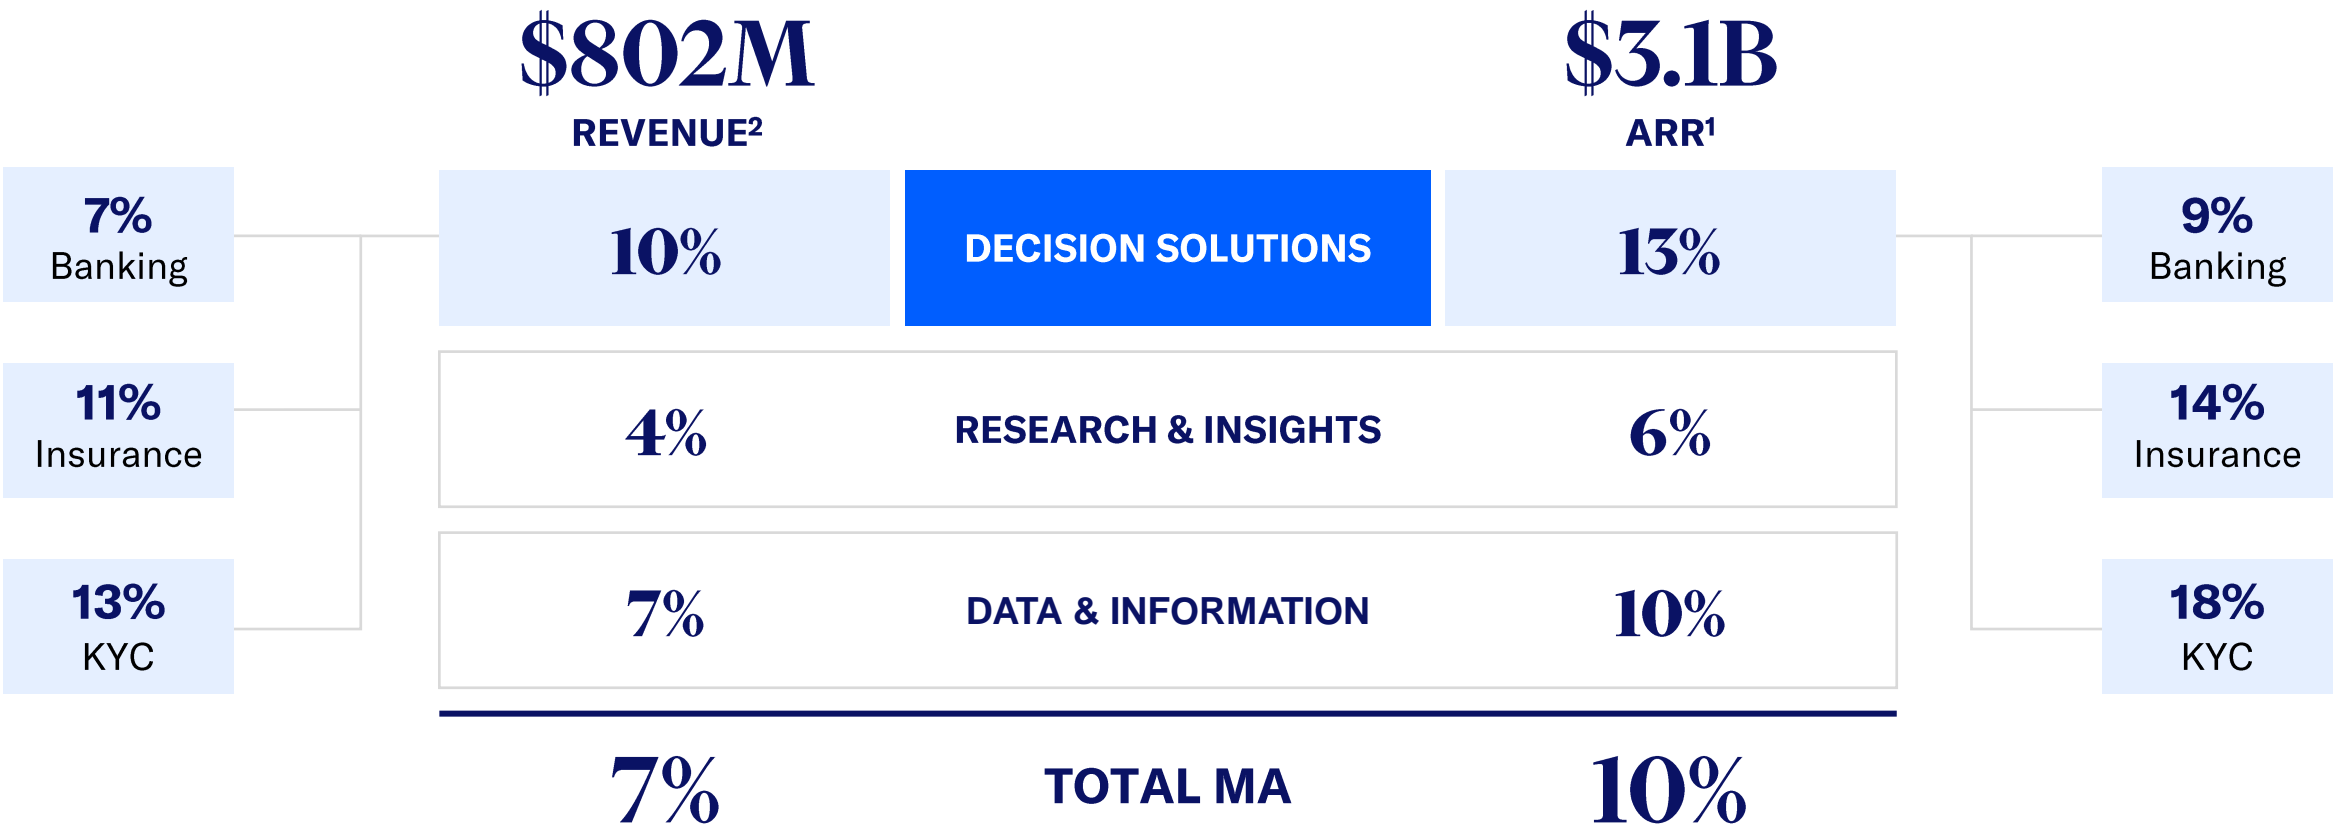 $802M
REVENUE²
$3.1B
ARR¹
7%
Banking
11%
Insurance
13%
KYC
10%
DECISION SOLUTIONS
13%
4%
RESEARCH & INSIGHTS
6%
7%
DATA & INFORMATION
10%
7%
TOTAL MA
10%
9%
Banking
14%
Insurance
18%
KYC